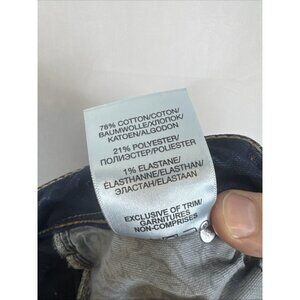 78% COTTON/COTON/
BAUMWOLLE/ХЛОПОК/
KATOEN/ALGODON
21% POLYESTER/
ПОЛИЭСТЕР/POLIESTER
1% ELASTANE/
ÉLASTHANNE/ELASTHAN/
ЭЛАСТАН/ELASTAAN
EXCLUSIVE OF TRIM/
GARNITURES
NON-COMPRISES